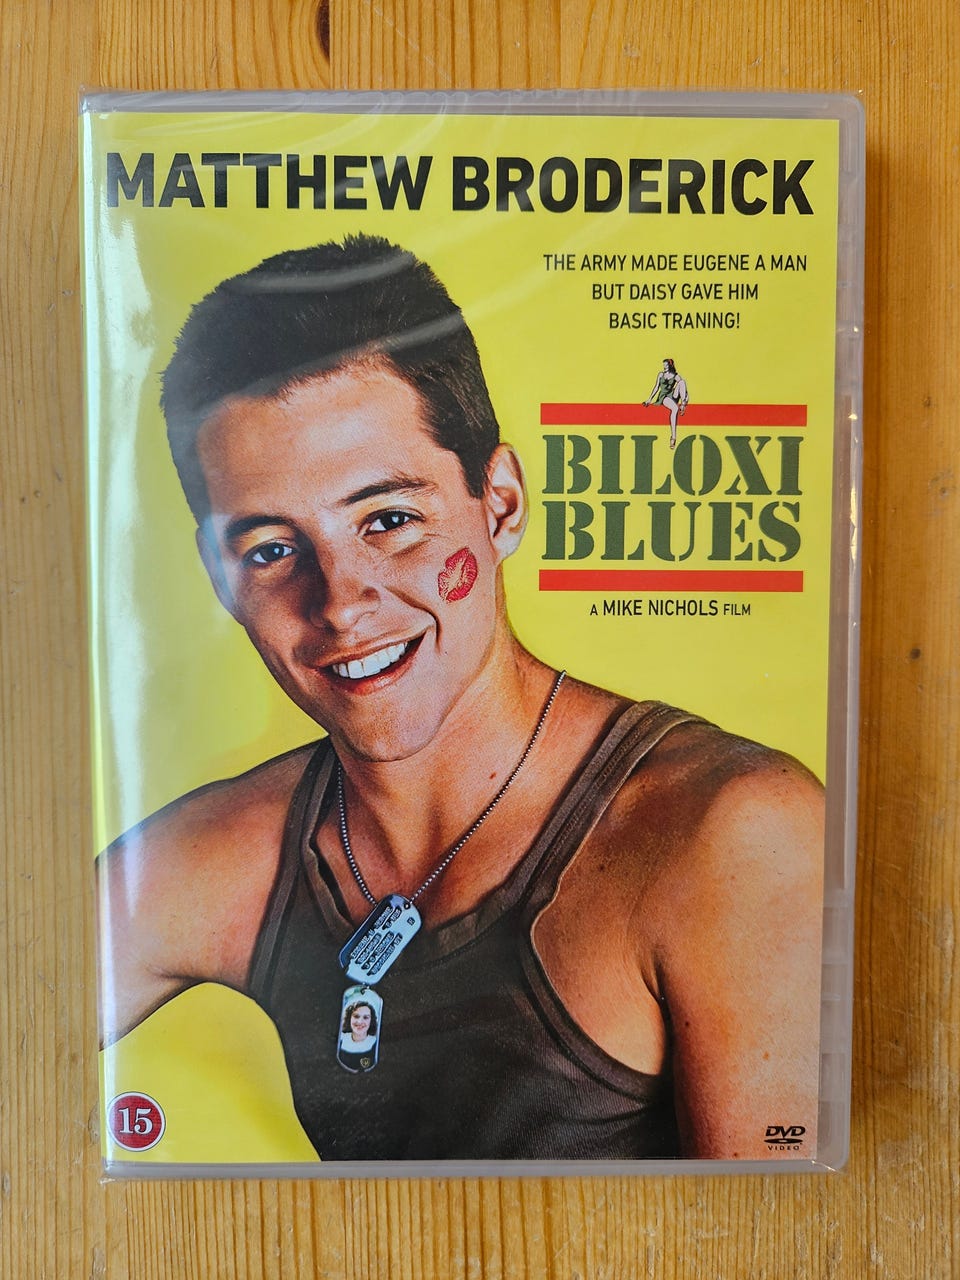 MATTHEW BRODERICK
THE ARMY MADE EUGENE A MAN
BUT DAISY GAVE HIM
BASIC TRANING!
BILOXI
BLUES
A MIKE NICHOLS FILM
15
DVD
VIDEO